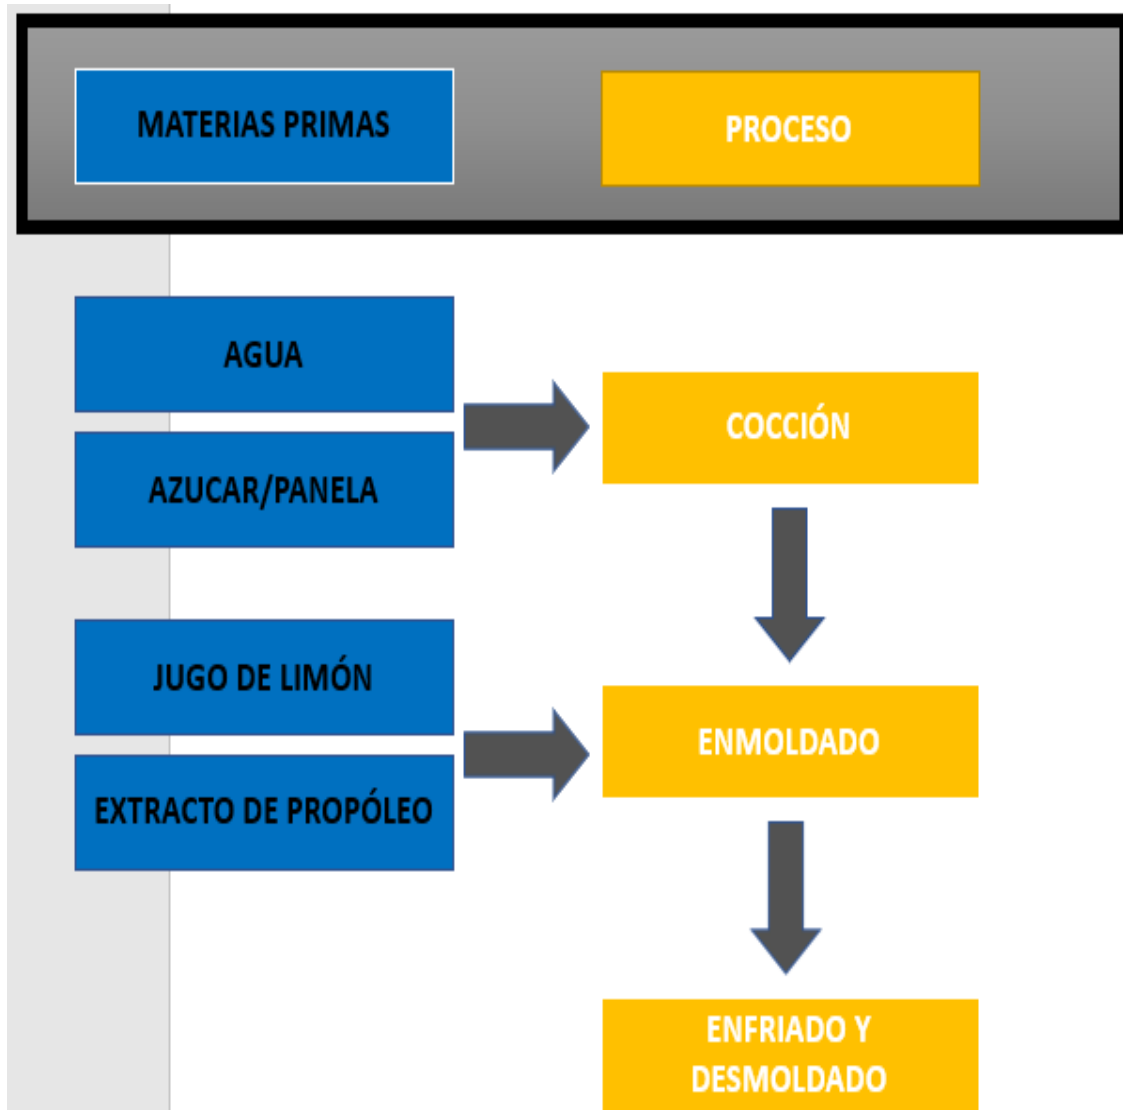 MATERIAS PRIMAS
PROCESO
AGUA
AZUCAR/PANELA
COCCIÓN
JUGO DE LIMÓN
EXTRACTO DE PROPÓLEO
ENMOLDADO
ENFRIADO Y
DESMOLDADO